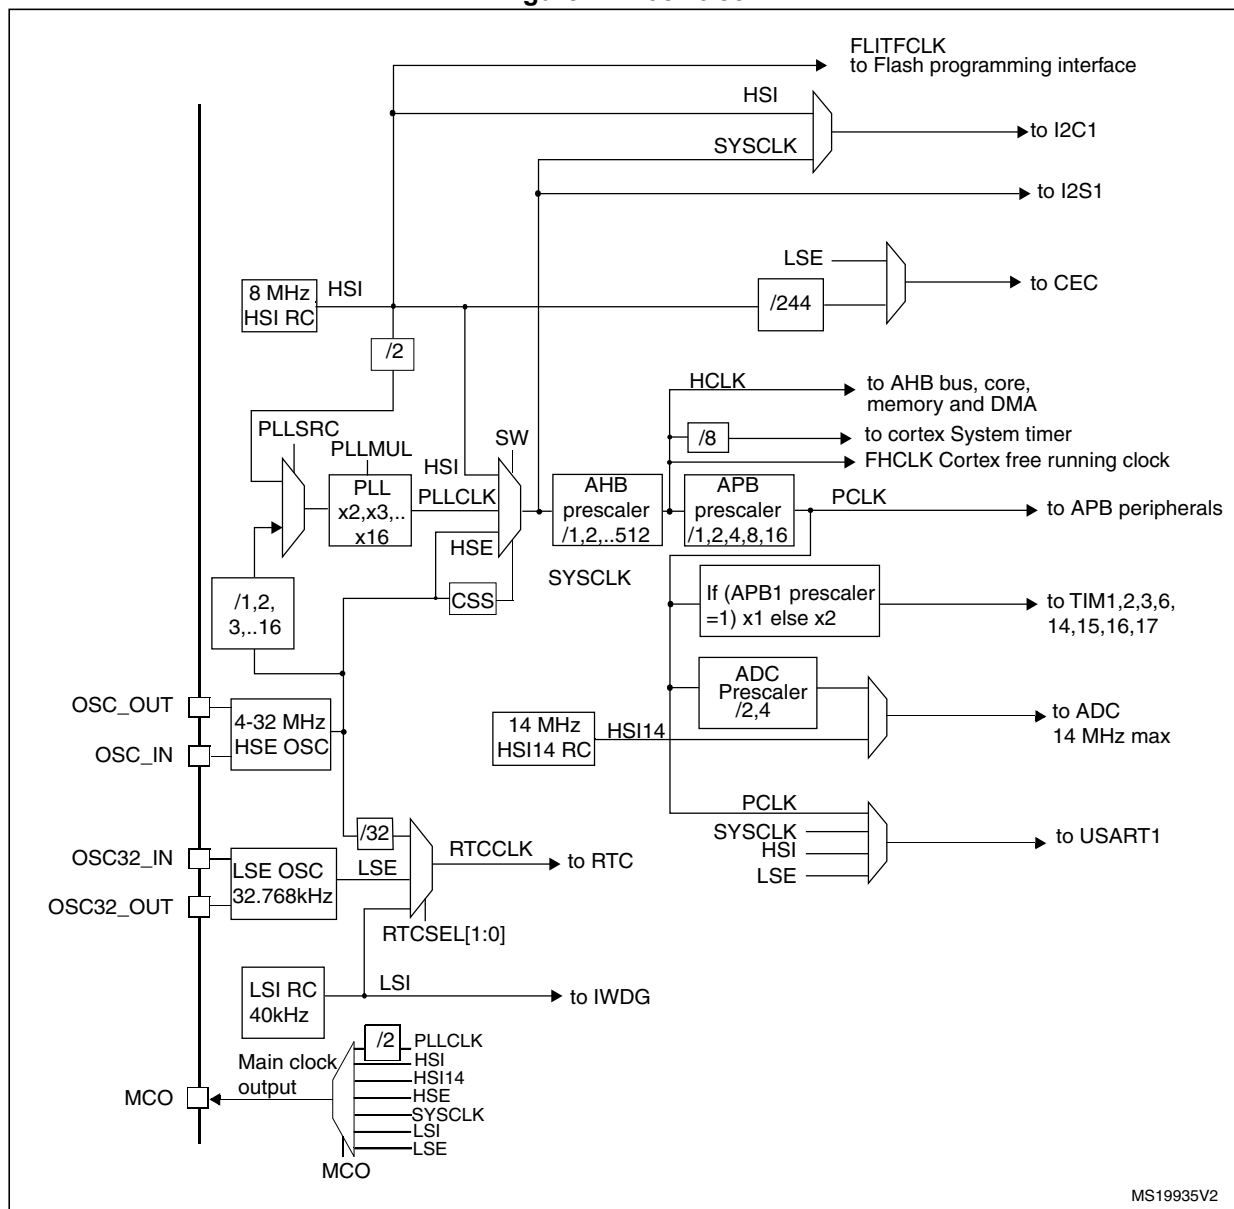 FLITFCLK
to Flash programming interface
HSI
to I2C1
SYSCLK
to I2S1
LSE
to CEC
8 MHz
HSI RC
HSI
/244
/2
HCLK
to AHB bus, core,
memory and DMA
PLLSRC
PLLMUL
SW
/8
to cortex System timer
HSI
FHCLK Cortex free running clock
PLL
x2,x3,..
x16
PLLCLK
AHB
prescaler
/1,2,..512
APB
prescaler
/1,2,4,8,16
PCLK
to APB peripherals
HSE
SYSCLK
/1,2,
3,..16
CSS
If (APB1 prescaler
=1) x1 else x2
to TIM1,2,3,6,
14,15,16,17
OSC_OUT
OSC_IN
4-32 MHz
HSE OSC
ADC
Prescaler
/2,4
14 MHz
HSI14 RC
HSI14
to ADC
14 MHz max
PCLK
SYSCLK
HSI
LSE
to USART1
/32
OSC32_IN
OSC32_OUT
LSE OSC
32.768kHz
LSE
RTCCLK
to RTC
RTCSEL[1:0]
LSI RC
40kHz
LSI
to IWDG
/2
PLLCLK
HSI
HSI14
HSE
SYSCLK
LSI
LSE
Main clock
output
MCO
MCO
MS19935V2